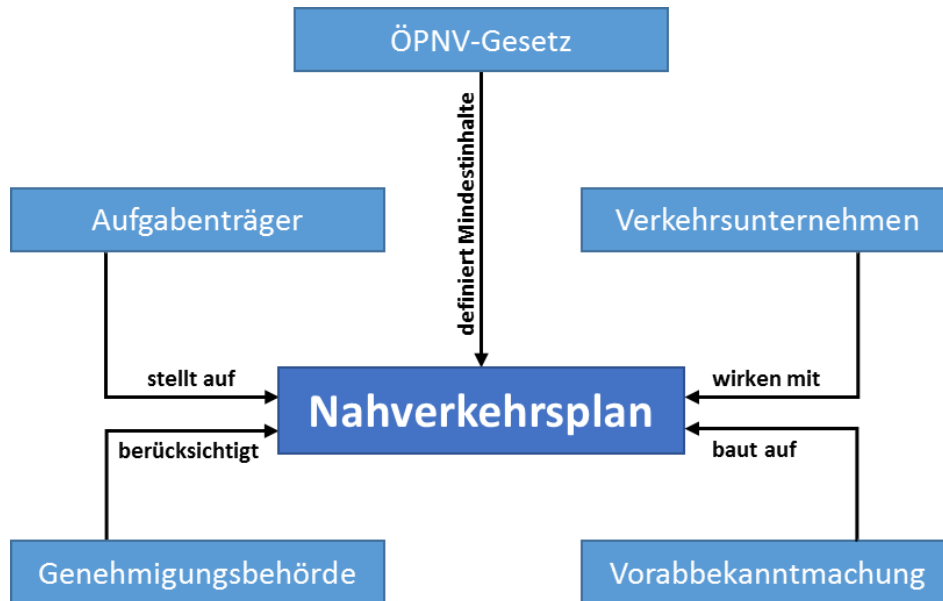 ÖPNV-Gesetz
definiert Mindestinhalte
Aufgabenträger
Verkehrsunternehmen
stellt auf
wirken mit
Nahverkehrsplan
berücksichtigt
baut auf
Genehmigungsbehörde
Vorabbekanntmachung